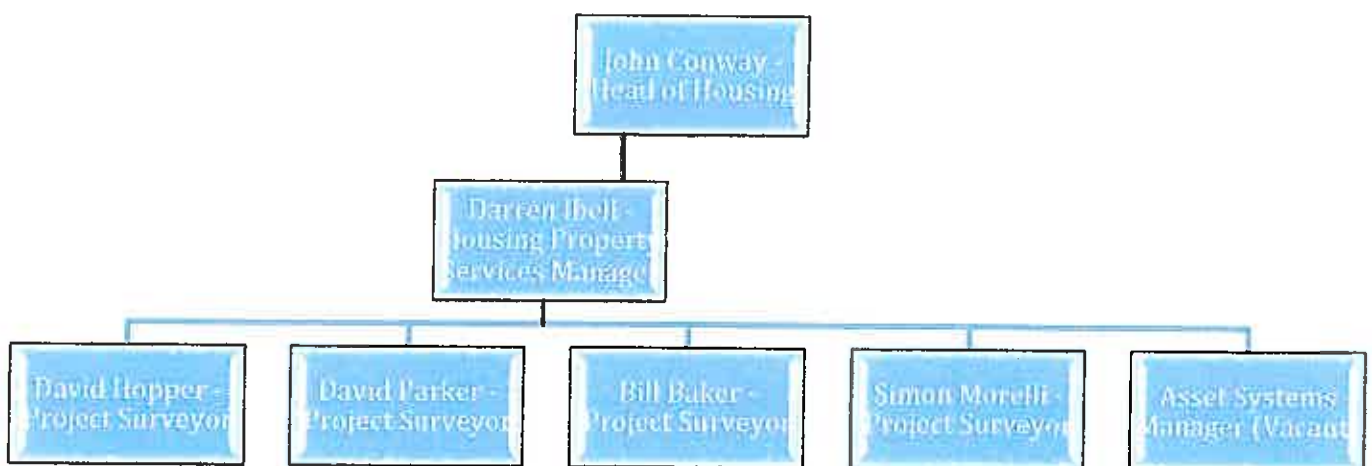 John Conway -
Head of Housing
Darren Ibell -
Housing Property
Services Manage
David Hopper -
Project Surveyor
David Parker -
Project Surveyor
Bill Baker -
Project Surveyor
Simon Morelli -
Project Surveyor
Asset Systems
Manager (Vacant